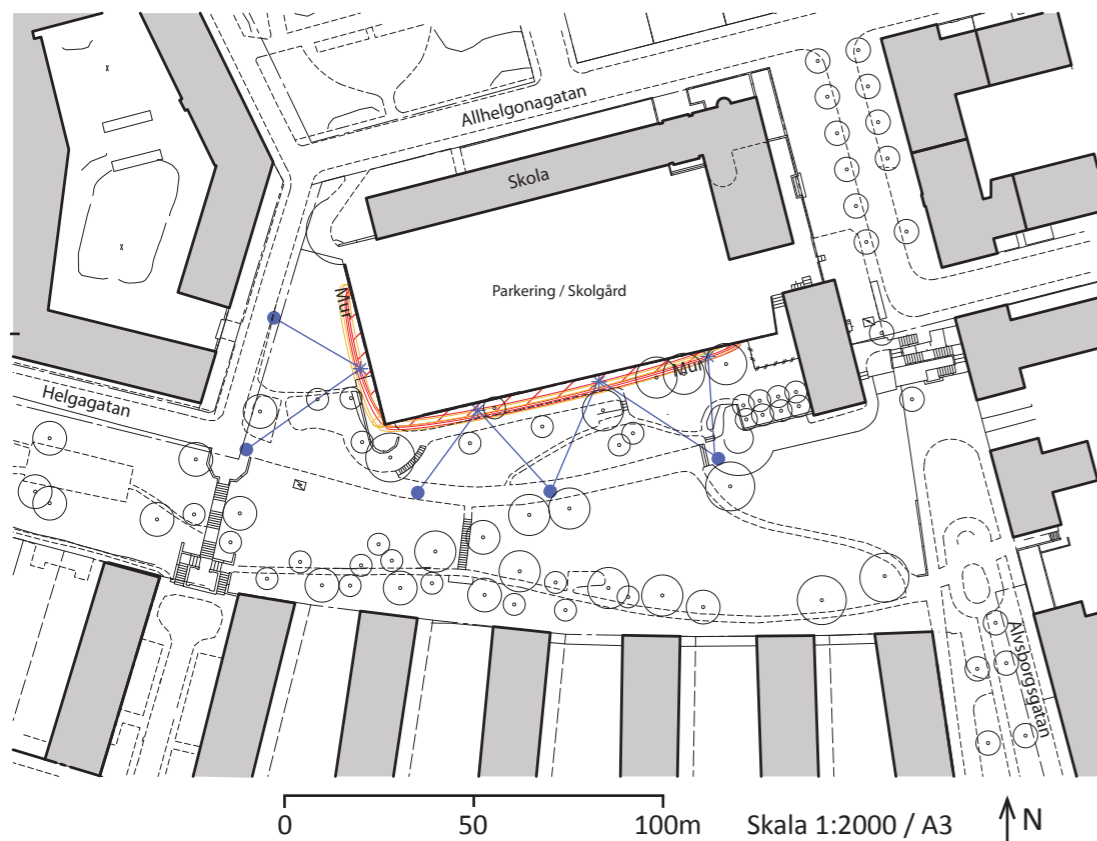 Allhelgonagatan
Skola
Parkering / Skolgård
Mur
Mur
Helgagatan
Älvsborgsgatan
0 50 100m Skala 1:2000 / A3 N